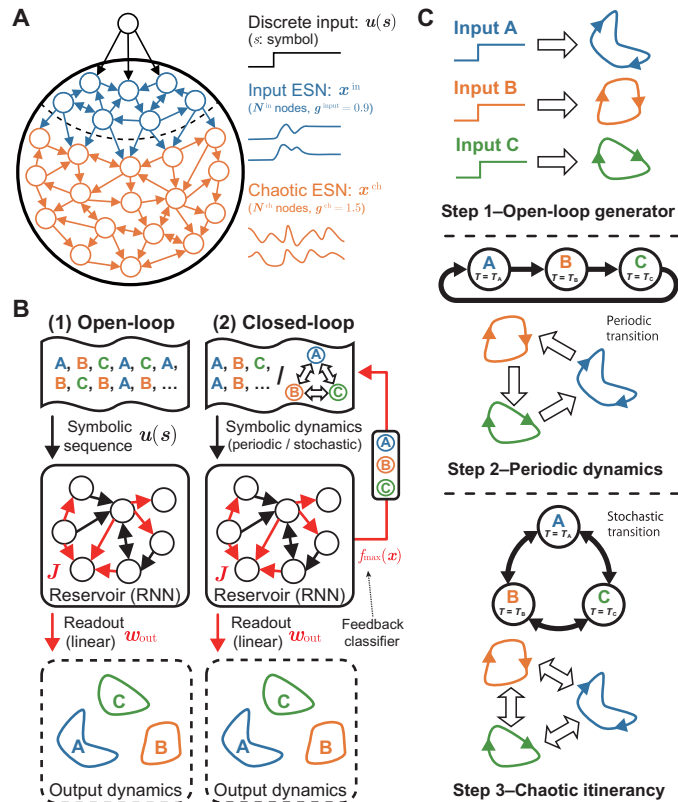 A
Discrete input: u(s)
(s: symbol)
Input ESN: x^in
(N^in nodes, g^input = 0.9)
Chaotic ESN: x^ch
(N^ch nodes, g^ch = 1.5)
B
(1) Open-loop
A, B, C, A, C, A,
B, C, B, A, B, ...
Symbolic
sequence u(s)
J
Reservoir (RNN)
Readout
(linear) w_out
C
A
B
Output dynamics
(2) Closed-loop
A, B, C,
A, B, ... /
A
B
C
Symbolic dynamics
(periodic / stochastic)
A
B
C
J
Reservoir (RNN)
f_max(x)
Feedback
classifier
Readout
(linear) w_out
C
A
B
Output dynamics
C
Input A
Input B
Input C
Step 1–Open-loop generator
A
T = T_A
B
T = T_B
C
T = T_C
Periodic
transition
Step 2–Periodic dynamics
Stochastic
transition
A
T = T_A
B
T = T_B
C
T = T_C
Step 3–Chaotic itinerancy